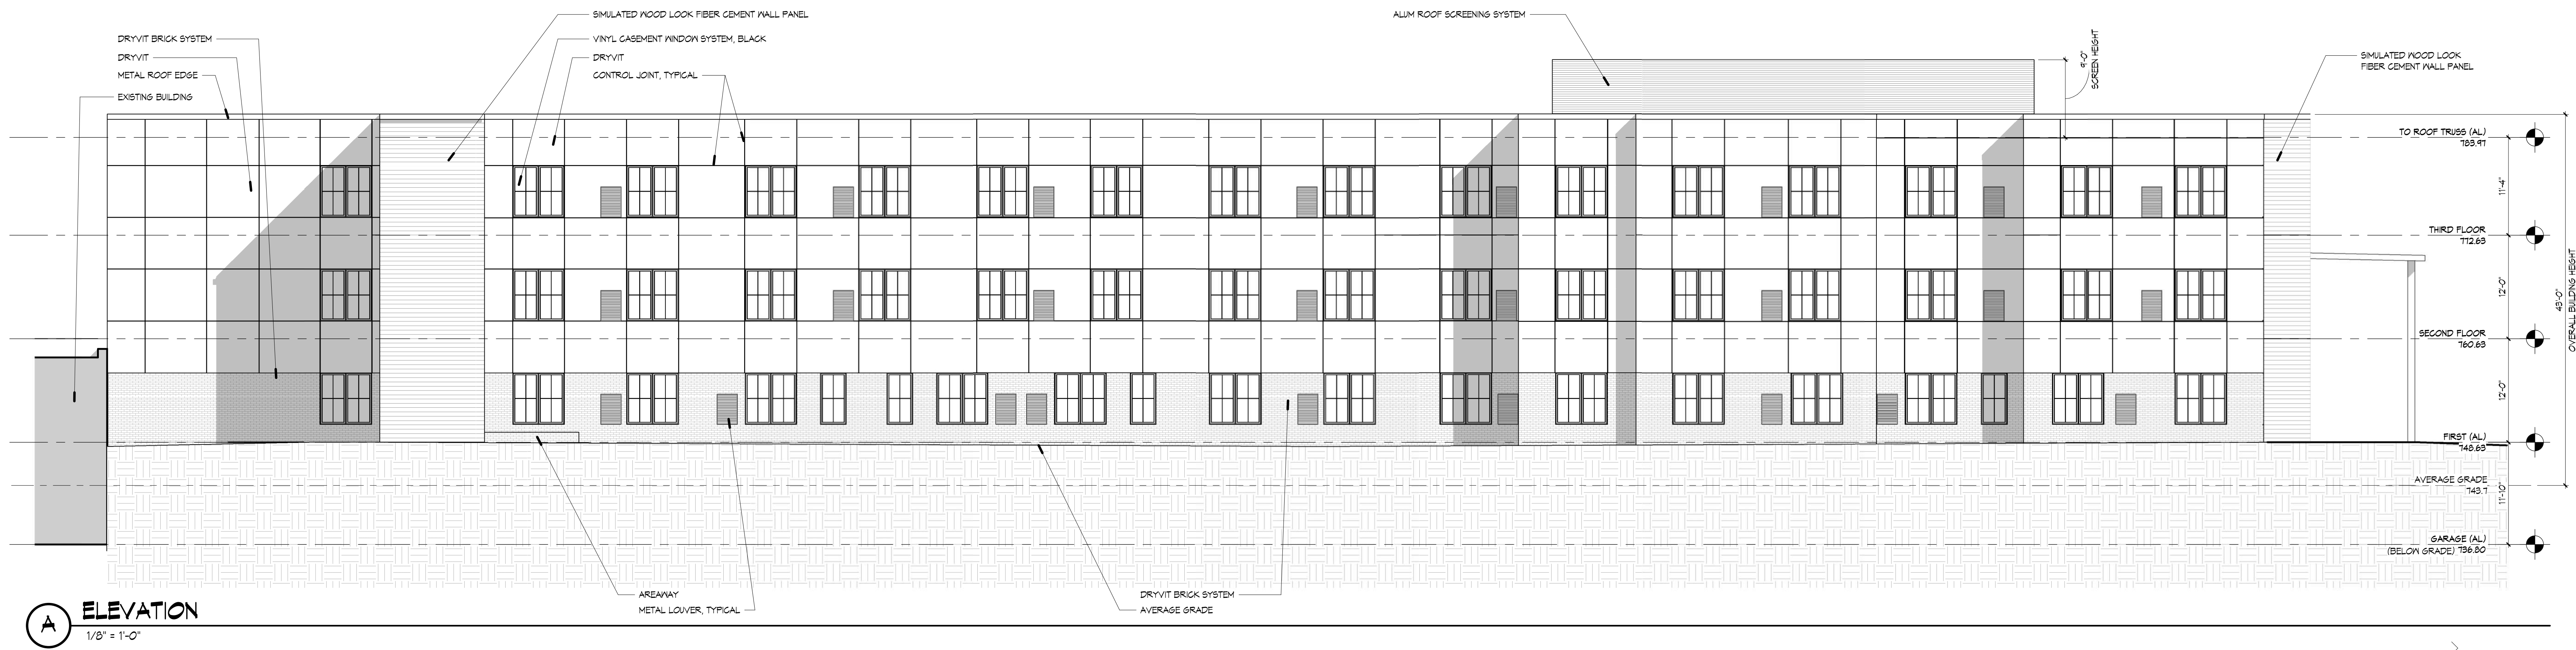 SIMULATED WOOD LOOK FIBER CEMENT WALL PANEL
ALUM ROOF SCREENING SYSTEM
DRYVIT BRICK SYSTEM
VINYL CASEMENT WINDOW SYSTEM, BLACK
DRYVIT
DRYVIT
METAL ROOF EDGE
CONTROL JOINT, TYPICAL
EXISTING BUILDING
9'-0"
SCREEN HEIGHT
SIMULATED WOOD LOOK
FIBER CEMENT WALL PANEL
TO ROOF TRUSS (AL)
783.97
11'-4"
THIRD FLOOR
772.63
12'-0"
43'-0"
OVERALL BUILDING HEIGHT
SECOND FLOOR
760.63
12'-0"
FIRST (AL)
748.63
AVERAGE GRADE
743.7
11'-10"
GARAGE (AL)
(BELOW GRADE) 736.80
AREAWAY
METAL LOUVER, TYPICAL
DRYVIT BRICK SYSTEM
AVERAGE GRADE
A
ELEVATION
1/8" = 1'-0"